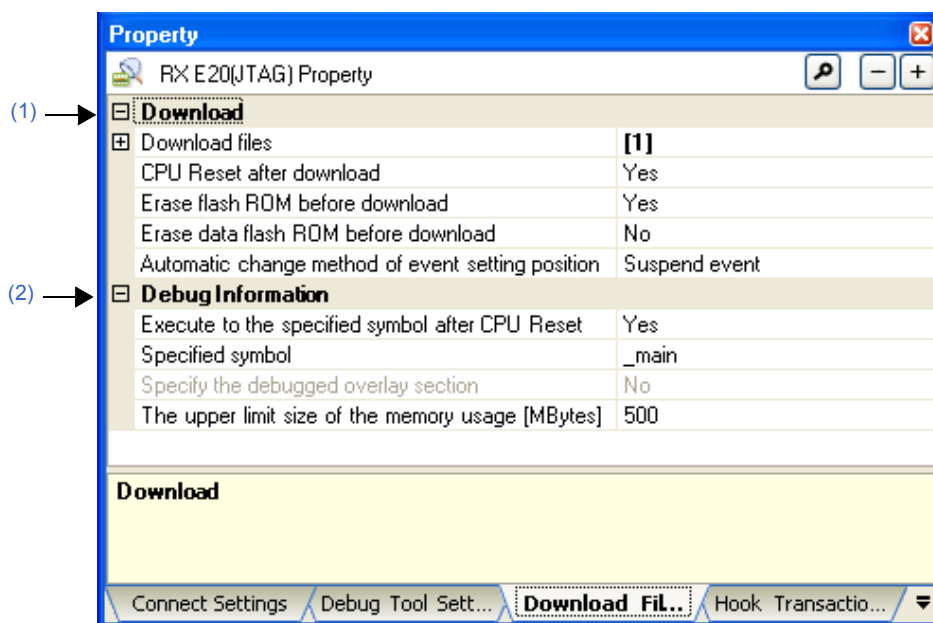 Property
RX E20(JTAG) Property
(1)
Download
Download files [1]
CPU Reset after download Yes
Erase flash ROM before download Yes
Erase data flash ROM before download No
Automatic change method of event setting position Suspend event
(2)
Debug Information
Execute to the specified symbol after CPU Reset Yes
Specified symbol _main
Specify the debugged overlay section No
The upper limit size of the memory usage [MBytes] 500
Download
Connect Settings Debug Tool Sett... Download Fil... Hook Transactio...